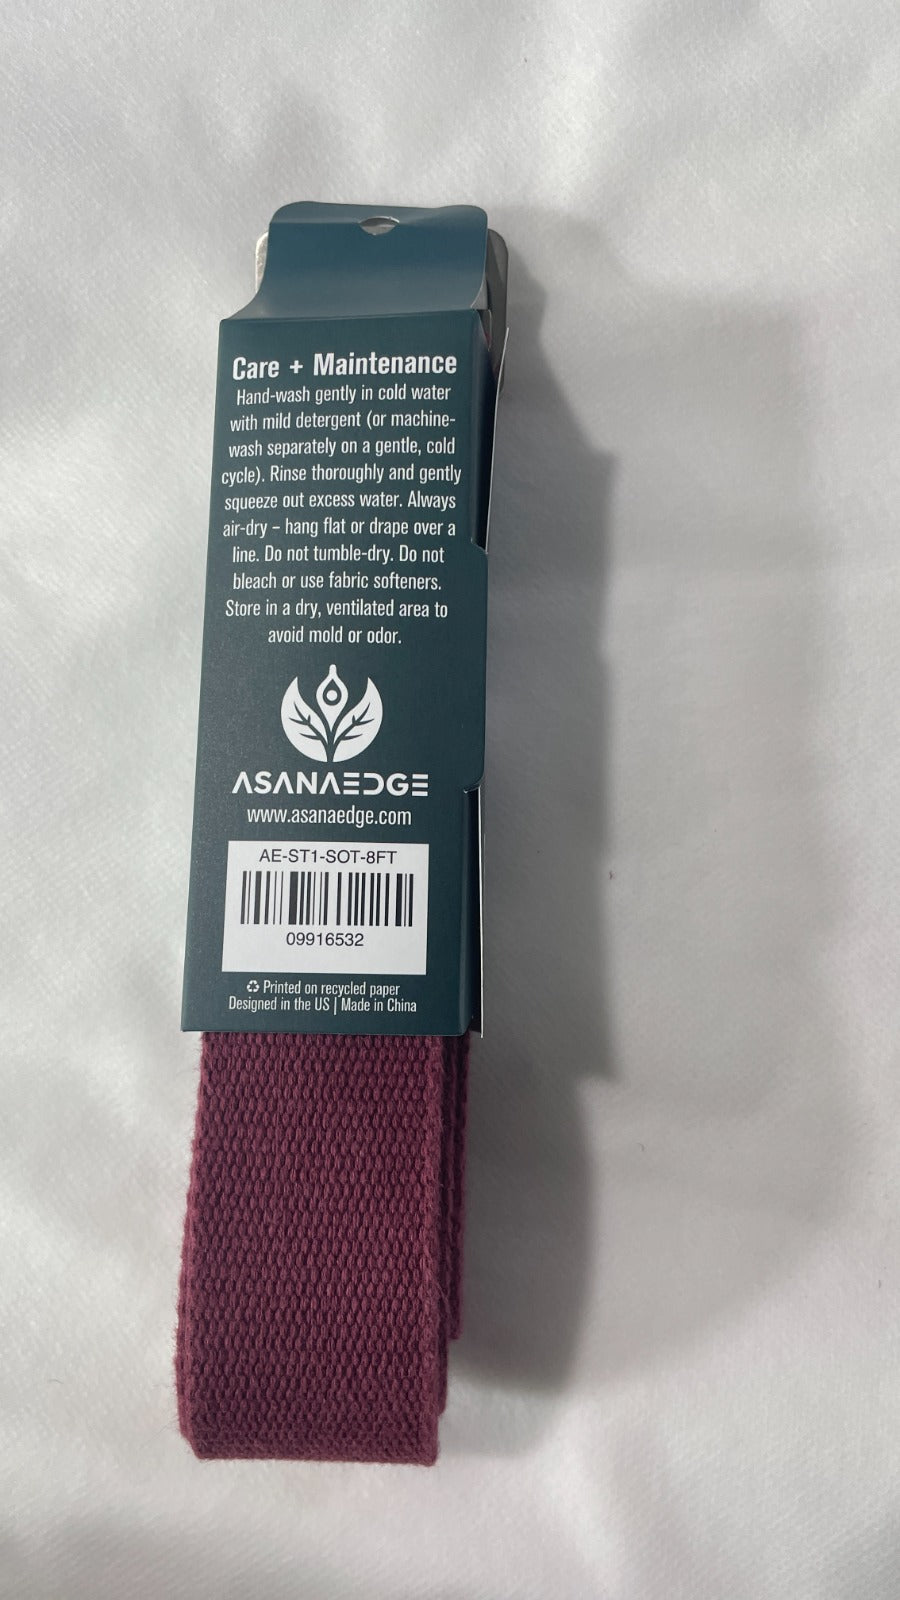 Care + Maintenance
Hand-wash gently in cold water
with mild detergent (or machine-
wash separately on a gentle, cold
cycle). Rinse thoroughly and gently
squeeze out excess water. Always
air-dry – hang flat or drape over a
line. Do not tumble-dry. Do not
bleach or use fabric softeners.
Store in a dry, ventilated area to
avoid mold or odor.
ASANAEDGE
www.asanaedge.com
AE-ST1-SOT-8FT
09916532
Printed on recycled paper
Designed in the US | Made in China